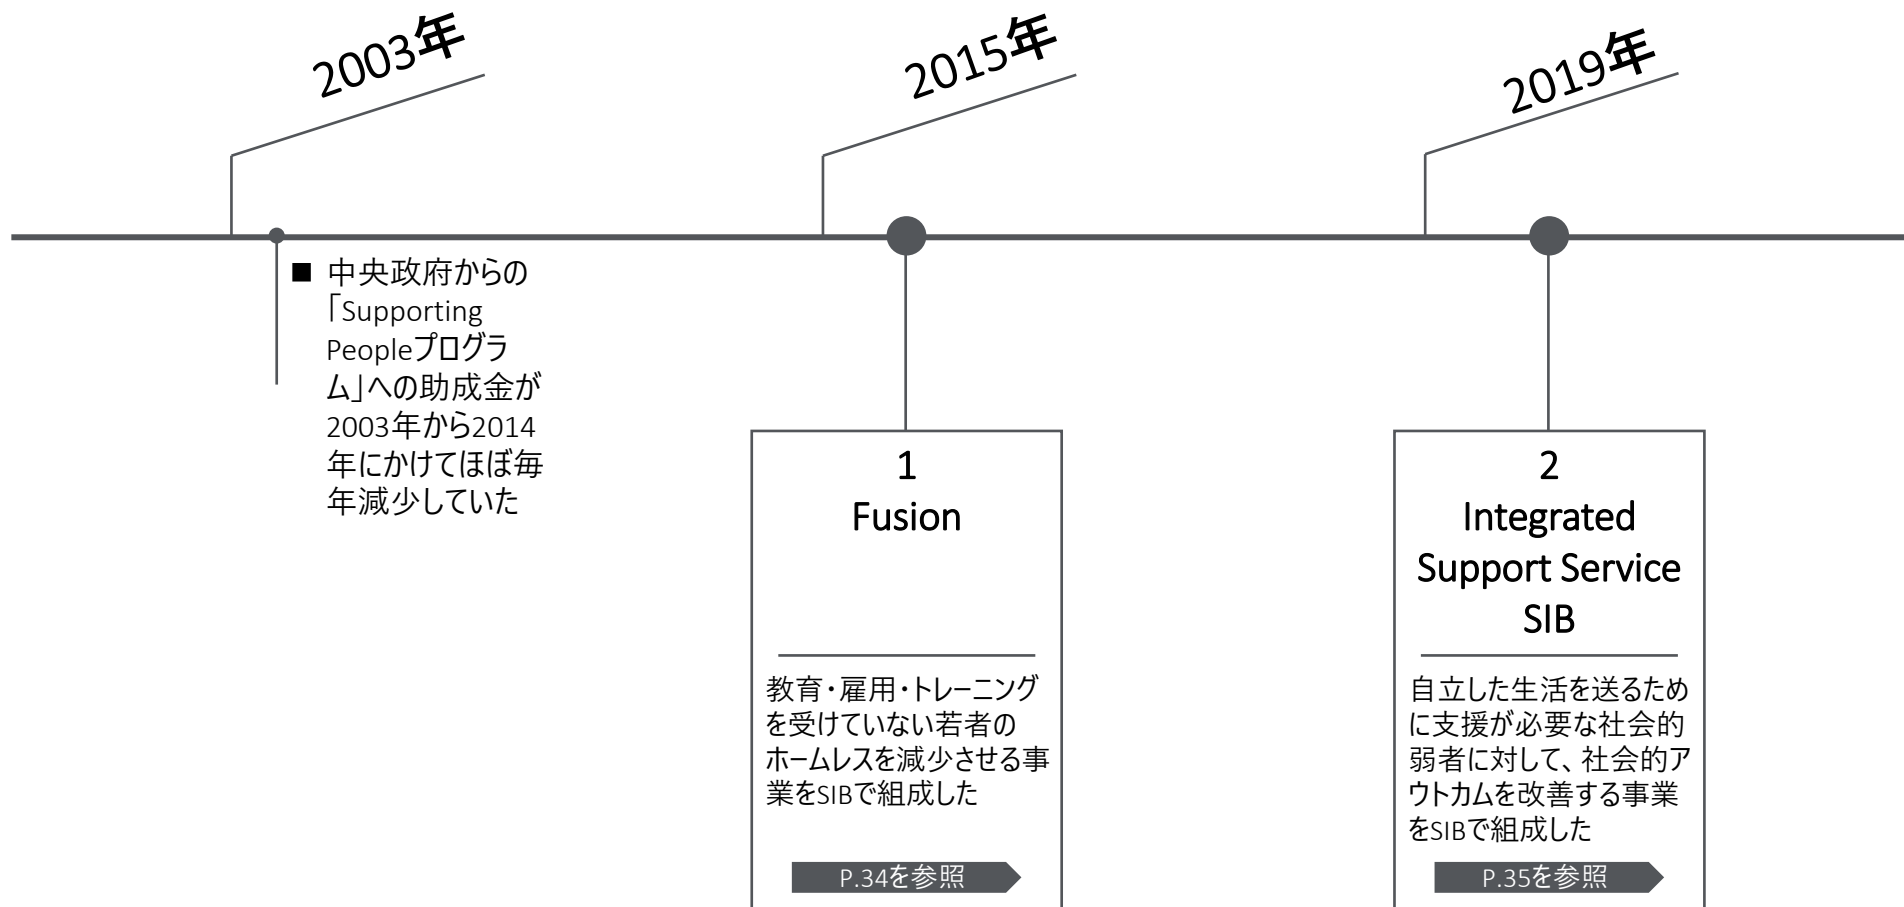 2003年
2015年
2019年
■ 中央政府からの
「Supporting
Peopleプログラ
ム」への助成金が
2003年から2014
年にかけてほぼ毎
年減少していた
1
Fusion
教育・雇用・トレーニング
を受けていない若者の
ホームレスを減少させる事
業をSIBで組成した
P.34を参照
2
Integrated
Support Service
SIB
自立した生活を送るため
に支援が必要な社会的
弱者に対して、社会的ア
ウトカムを改善する事業
をSIBで組成した
P.35を参照